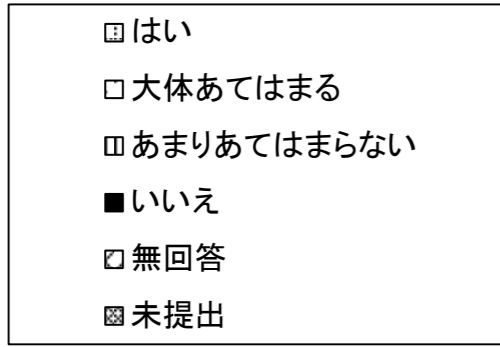 はい
大体あてはまる
あまりあてはまらない
いいえ
無回答
未提出